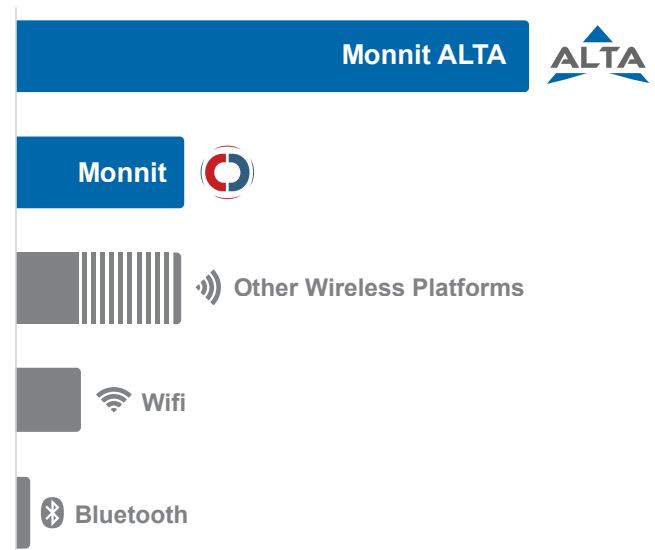 Monnit ALTA
ALTA
Monnit
Other Wireless Platforms
Wifi
Bluetooth